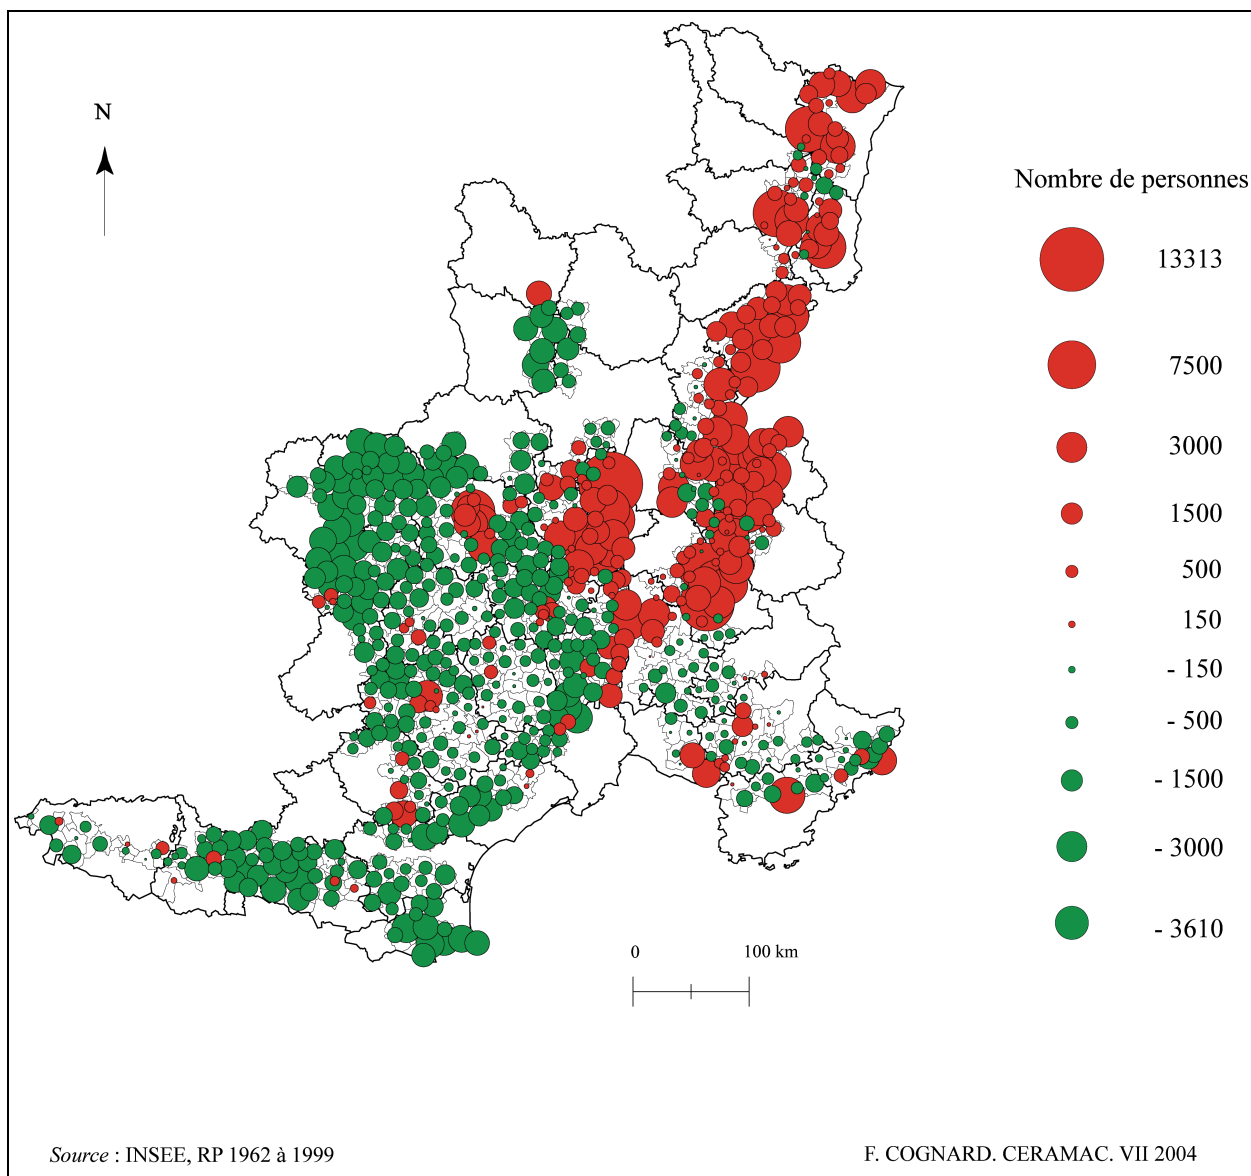 N
Nombre de personnes
13313
7500
3000
1500
500
150
- 150
- 500
- 1500
- 3000
- 3610
0 100 km
Source : INSEE, RP 1962 à 1999 F. COGNARD. CERAMAC. VII 2004